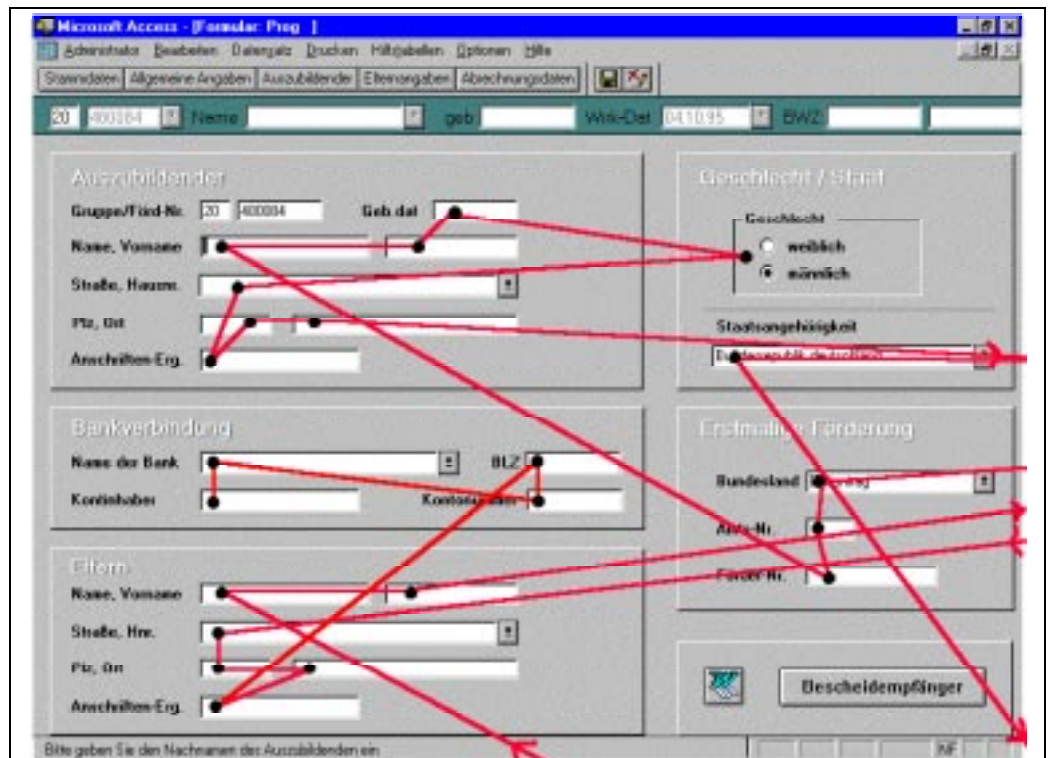 Microsoft Access - [Formular: Prog ]
Administrator Bearbeiten Datensatz Drucken Hilfstabellen Optionen Hilfe
Stammdaten Allgemeine Angaben Auszubildender Elternangaben Abrechnungsdaten
20 400084 Name geb Wirk-Dat 04.10.95 BWZ
Auszubildender
Gruppe/Förd-Nr. 20 400084 Geb.dat
Name, Vorname
Straße, Hausnr.
Plz, Ort
Anschriften-Erg.
Geschlecht / Staat
Geschlecht
weiblich
männlich
Staatsangehörigkeit
Bankverbindung
Name der Bank BLZ
Kontinhaber
Erstmalige Förderung
Bundesland
Amts-Nr.
Förder-Nr.
Eltern
Name, Vorname
Straße, Hnr.
Plz, Ort
Anschriften-Erg.
Bescheidempfänger
Bitte geben Sie den Nachnamen des Auszubildenden ein
NF